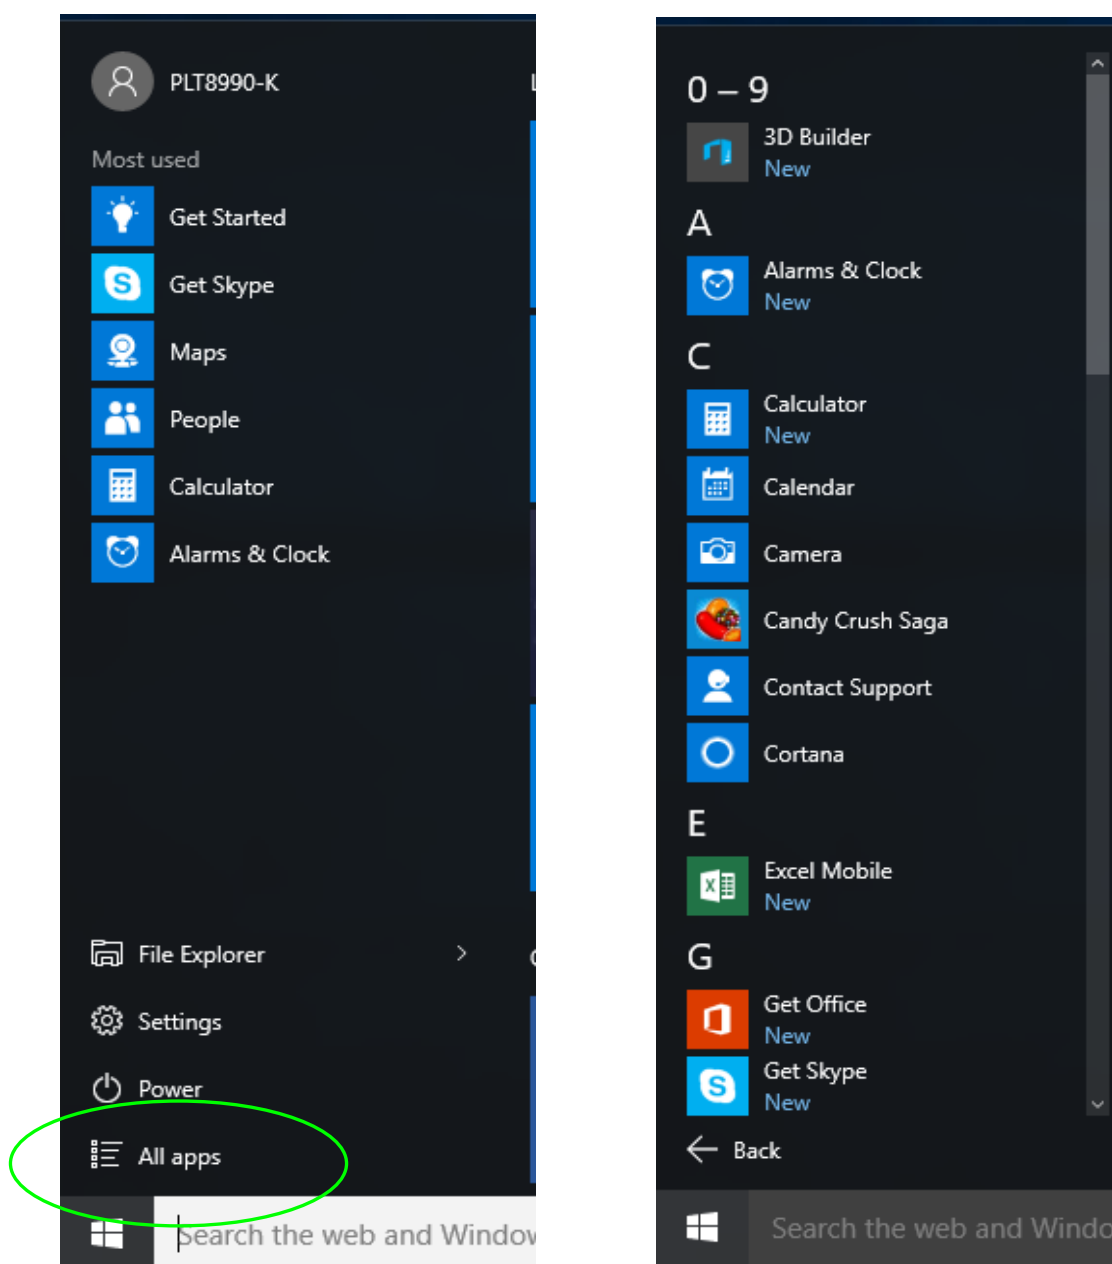 PLT8990-K
Most used
Get Started
Get Skype
Maps
People
Calculator
Alarms & Clock
File Explorer
Settings
Power
All apps
Search the web and Window
0 – 9
3D Builder
New
A
Alarms & Clock
New
C
Calculator
New
Calendar
Camera
Candy Crush Saga
Contact Support
Cortana
E
Excel Mobile
New
G
Get Office
New
Get Skype
New
Back
Search the web and Windo